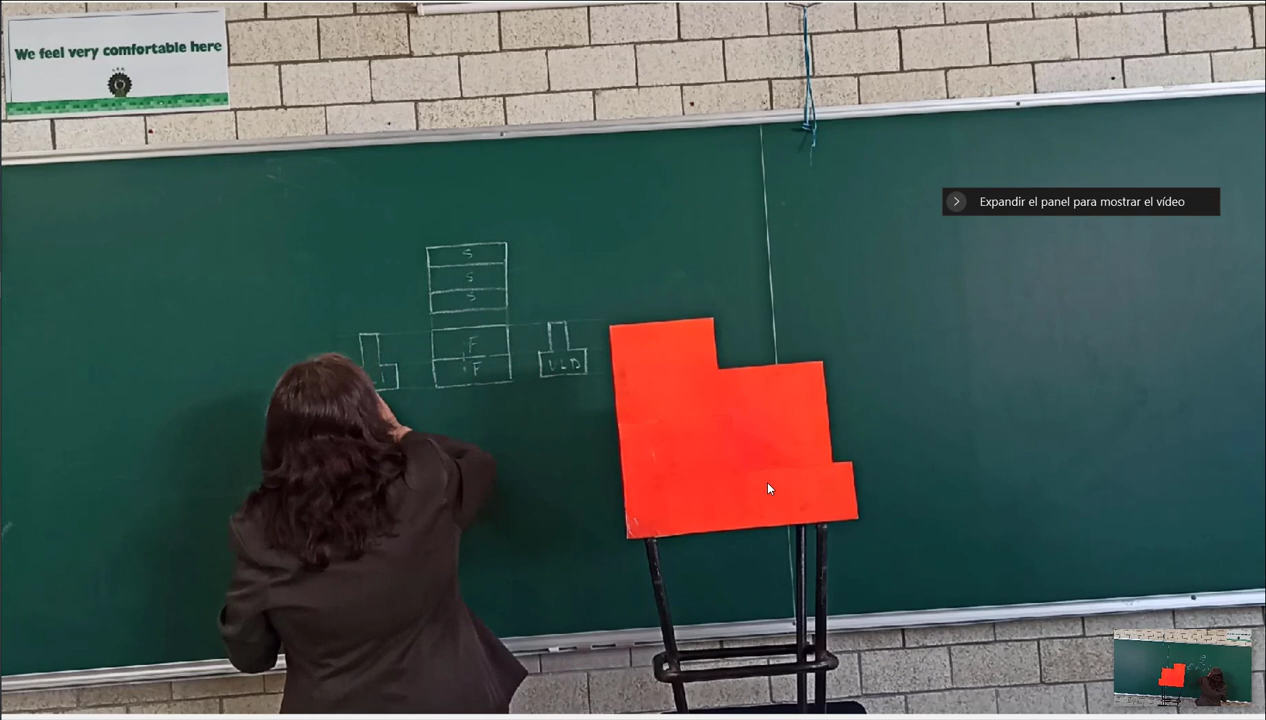 We feel very comfortable here
Expandir el panel para mostrar el vídeo
S
S
S
F
F
V L D